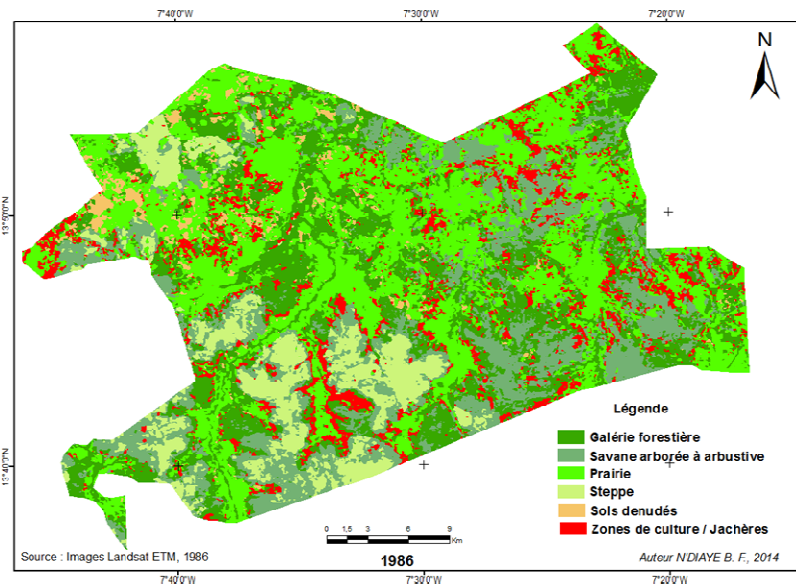 7°40'0"W 7°30'0"W 7°20'0"W
N
13°50'0"N
13°40'0"N
Légende
Galérie forestière
Savane arborée à arbustive
Prairie
Steppe
Sols denudés
Zones de culture / Jachères
0 1,5 3 6 9
Km
Source : Images Landsat ETM, 1986
1986
Auteur N'DIAYE B. F., 2014
7°40'0"W 7°30'0"W 7°20'0"W